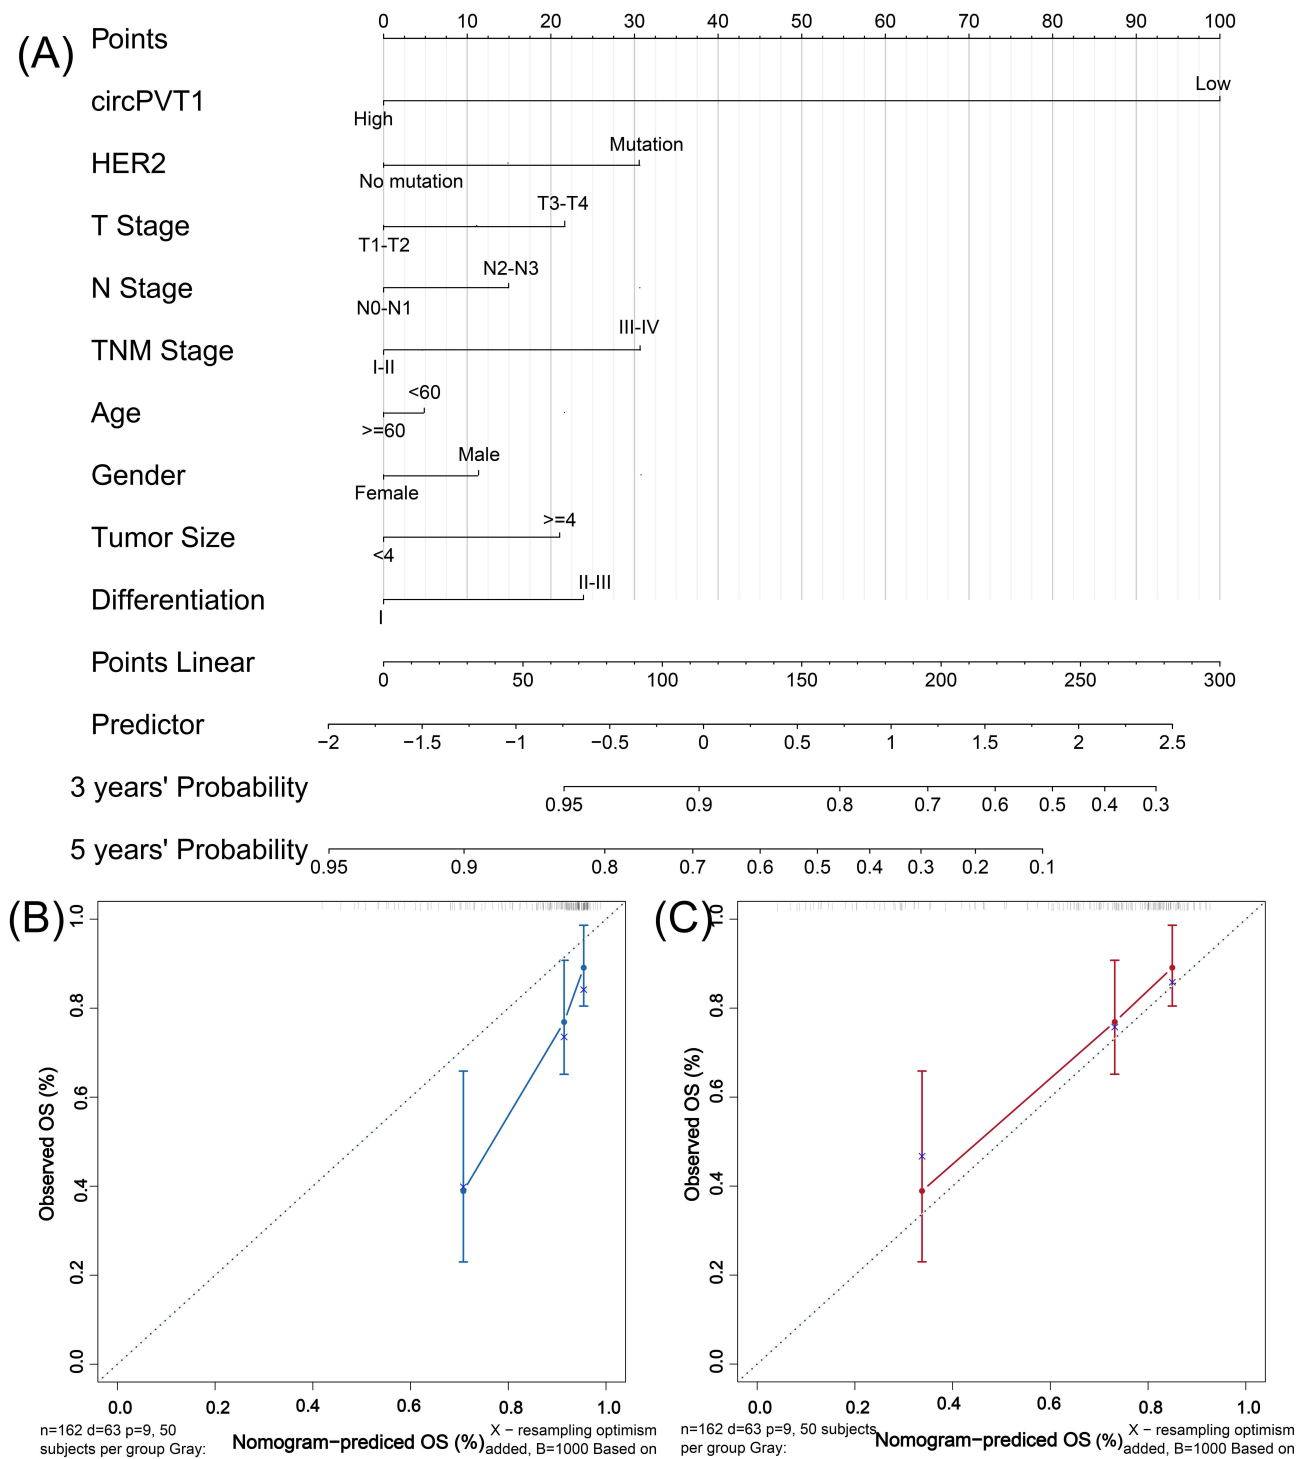 (A)
Points
0 10 20 30 40 50 60 70 80 90 100
circPVT1
Low
High
HER2
Mutation
No mutation
T Stage
T3-T4
T1-T2
N Stage
N2-N3
N0-N1
TNM Stage
III-IV
I-II
Age
<60
>=60
Gender
Male
Female
Tumor Size
>=4
<4
Differentiation
II-III
I
Points Linear
0 50 100 150 200 250 300
Predictor
−2 −1.5 −1 −0.5 0 0.5 1 1.5 2 2.5
3 years' Probability
0.95 0.9 0.8 0.7 0.6 0.5 0.4 0.3
5 years' Probability
0.95 0.9 0.8 0.7 0.6 0.5 0.4 0.3 0.2 0.1
(B)
Observed OS (%)
1.0
0.8
0.6
0.4
0.2
0.0
0.0 0.2 0.4 0.6 0.8 1.0
n=162 d=63 p=9, 50
subjects per group Gray:
Nomogram−prediced OS (%)
X − resampling optimism
added, B=1000 Based on
(C)
Observed OS (%)
1.0
0.8
0.6
0.4
0.2
0.0
0.0 0.2 0.4 0.6 0.8 1.0
n=162 d=63 p=9, 50 subjects
per group Gray:
Nomogram−prediced OS (%)
X − resampling optimism
added, B=1000 Based on